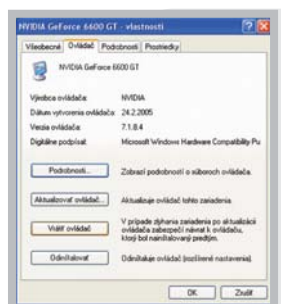 NVIDIA GeForce 6600 GT - vlastnosti
Všeobecné Ovládač Podrobnosti Prostriedky
NVIDIA GeForce 6600 GT
Výrobca ovládača: NVIDIA
Dátum vytvorenia ovládača: 24.2.2005
Verzia ovládača: 7.1.8.4
Digitálne podpísal: Microsoft Windows Hardware Compatibility Pu
Podrobnosti... Zobrazí podrobnosti o súboroch ovládača.
Aktualizovať ovládač... Aktualizuje ovládač tohto zariadenia.
Vrátiť ovládač V prípade zlyhania zariadenia po aktualizácii ovládača zabezpečí návrat k ovládaču, ktorý bol nainštalovaný predtým.
Odinštalovať Odinštaluje ovládač (rozšírené nastavenia).
OK Zrušiť